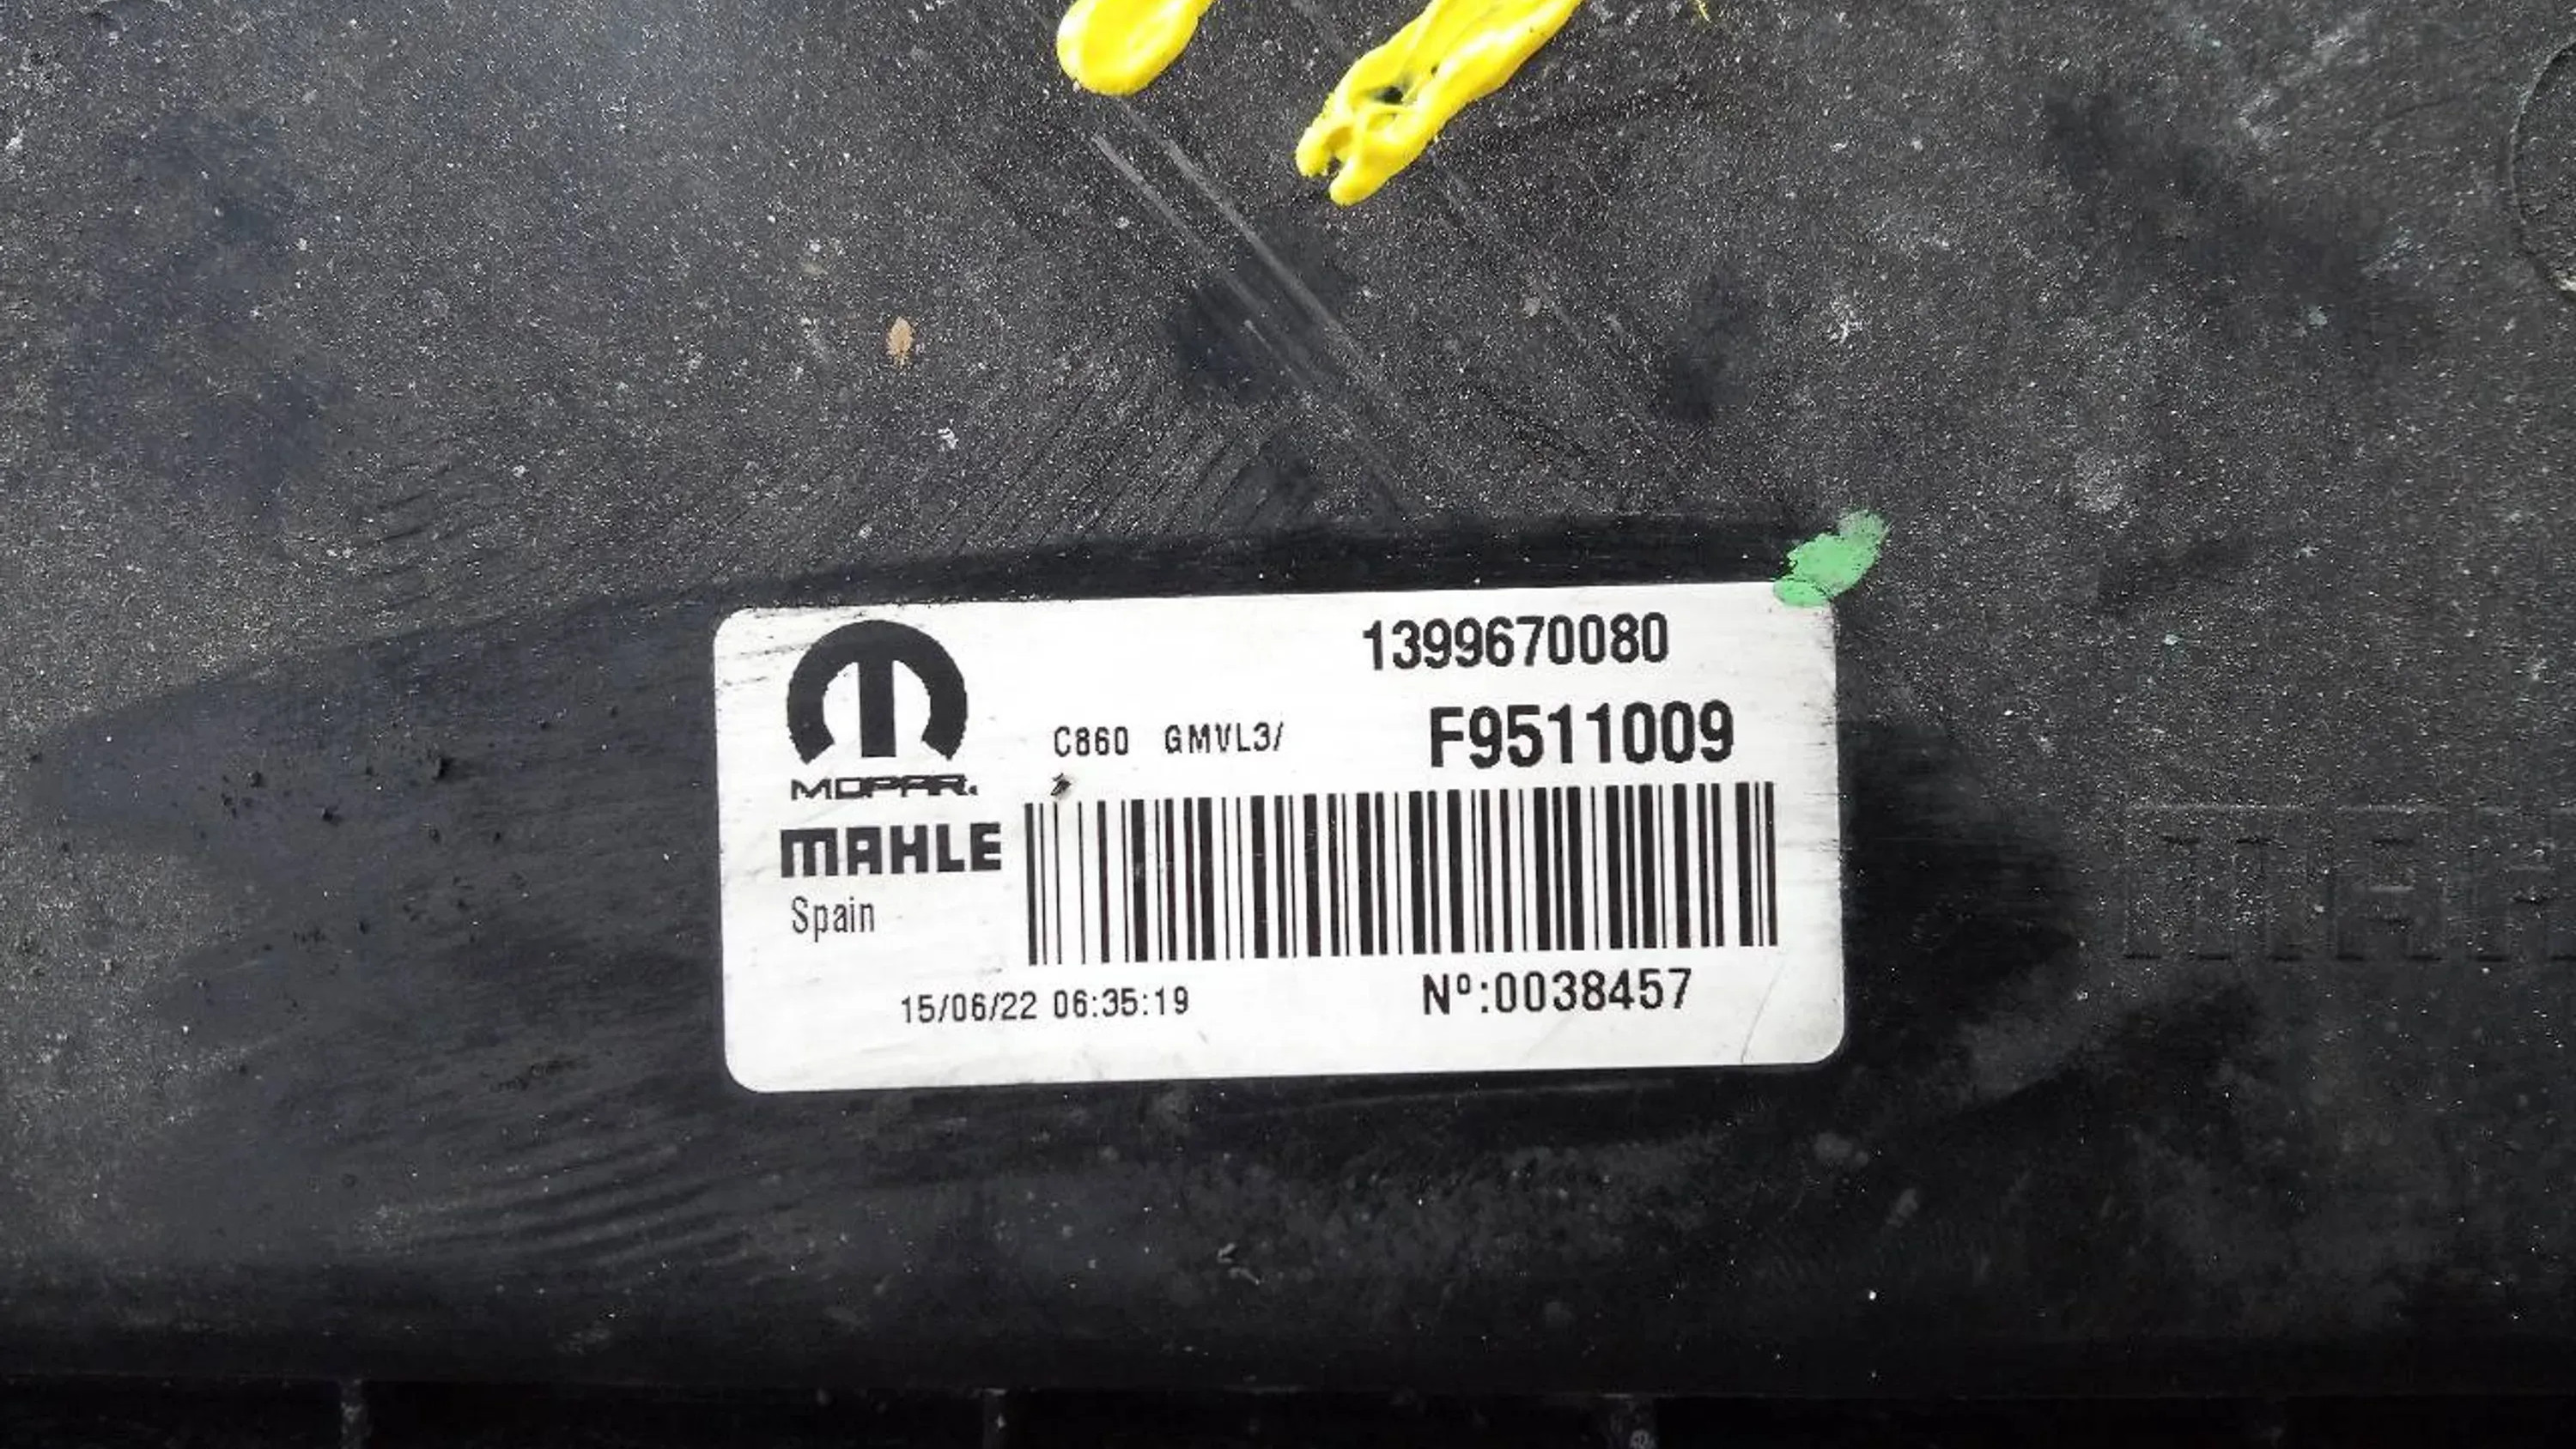 1399670080
C860 GMVL3/ F9511009
MOPAR.
MAHLE
Spain
15/06/22 06:35:19 Nº:0038457